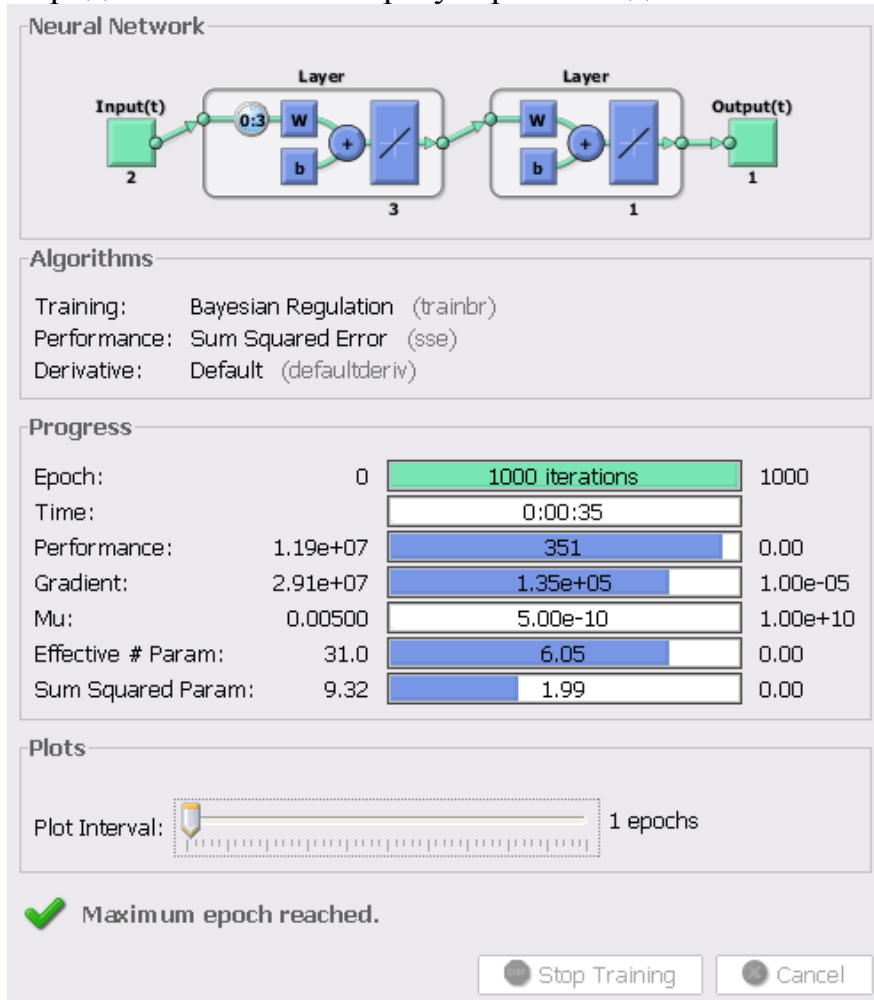 Neural Network
Layer Layer
Input(t) Output(t)
0:3 W + b W + b
2 3 1 1
Algorithms
Training: Bayesian Regulation (trainbr)
Performance: Sum Squared Error (sse)
Derivative: Default (defaultderiv)
Progress
Epoch: 0 1000 iterations 1000
Time: 0:00:35
Performance: 1.19e+07 351 0.00
Gradient: 2.91e+07 1.35e+05 1.00e-05
Mu: 0.00500 5.00e-10 1.00e+10
Effective # Param: 31.0 6.05 0.00
Sum Squared Param: 9.32 1.99 0.00
Plots
Plot Interval: 1 epochs
Maximum epoch reached.
STOP Stop Training Cancel